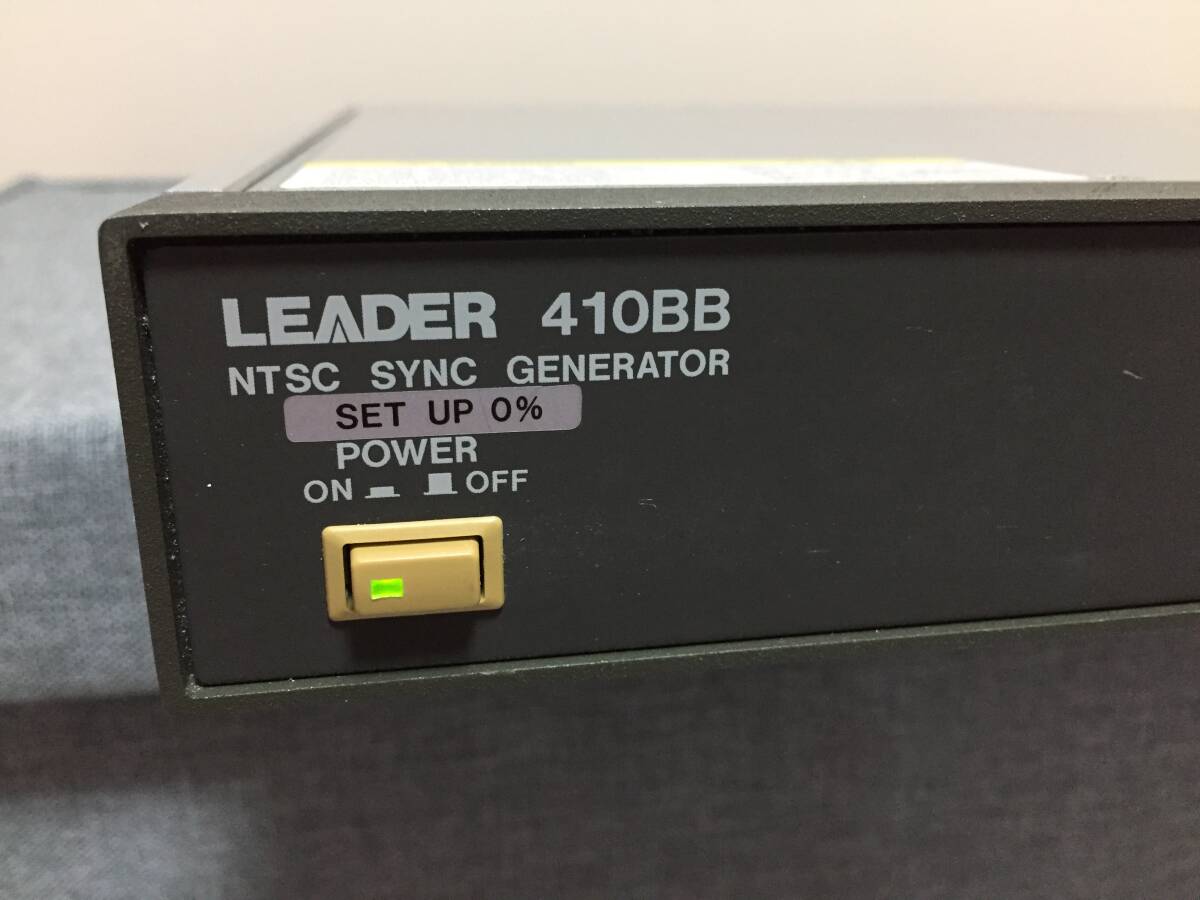 LEADER 410BB
NTSC SYNC GENERATOR
SET UP 0%
POWER
ON OFF